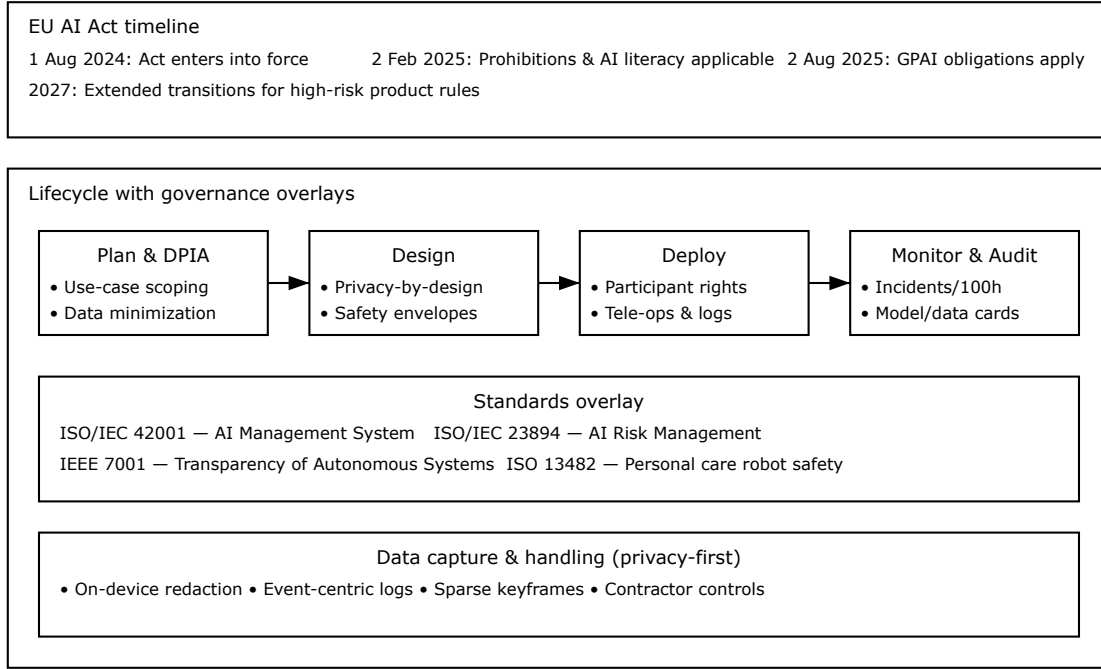 EU AI Act timeline
1 Aug 2024: Act enters into force 2 Feb 2025: Prohibitions & AI literacy applicable 2 Aug 2025: GPAI obligations apply
2027: Extended transitions for high-risk product rules
Lifecycle with governance overlays
Plan & DPIA
• Use-case scoping
• Data minimization
Design
• Privacy-by-design
• Safety envelopes
Deploy
• Participant rights
• Tele-ops & logs
Monitor & Audit
• Incidents/100h
• Model/data cards
Standards overlay
ISO/IEC 42001 — AI Management System ISO/IEC 23894 — AI Risk Management
IEEE 7001 — Transparency of Autonomous Systems ISO 13482 — Personal care robot safety
Data capture & handling (privacy-first)
• On-device redaction • Event-centric logs • Sparse keyframes • Contractor controls